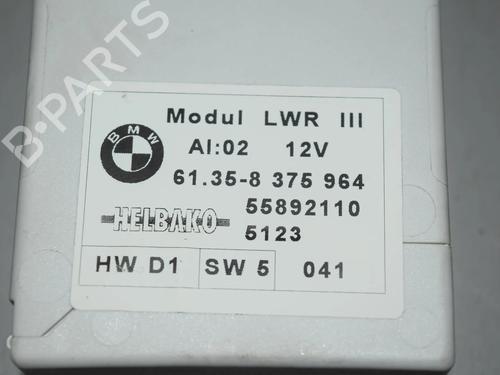 B-PARTS
BMW
Modul LWR III
AI:02 12V
61.35-8 375 964
55892110
HELBAKO
5123
HW D1 SW 5 041